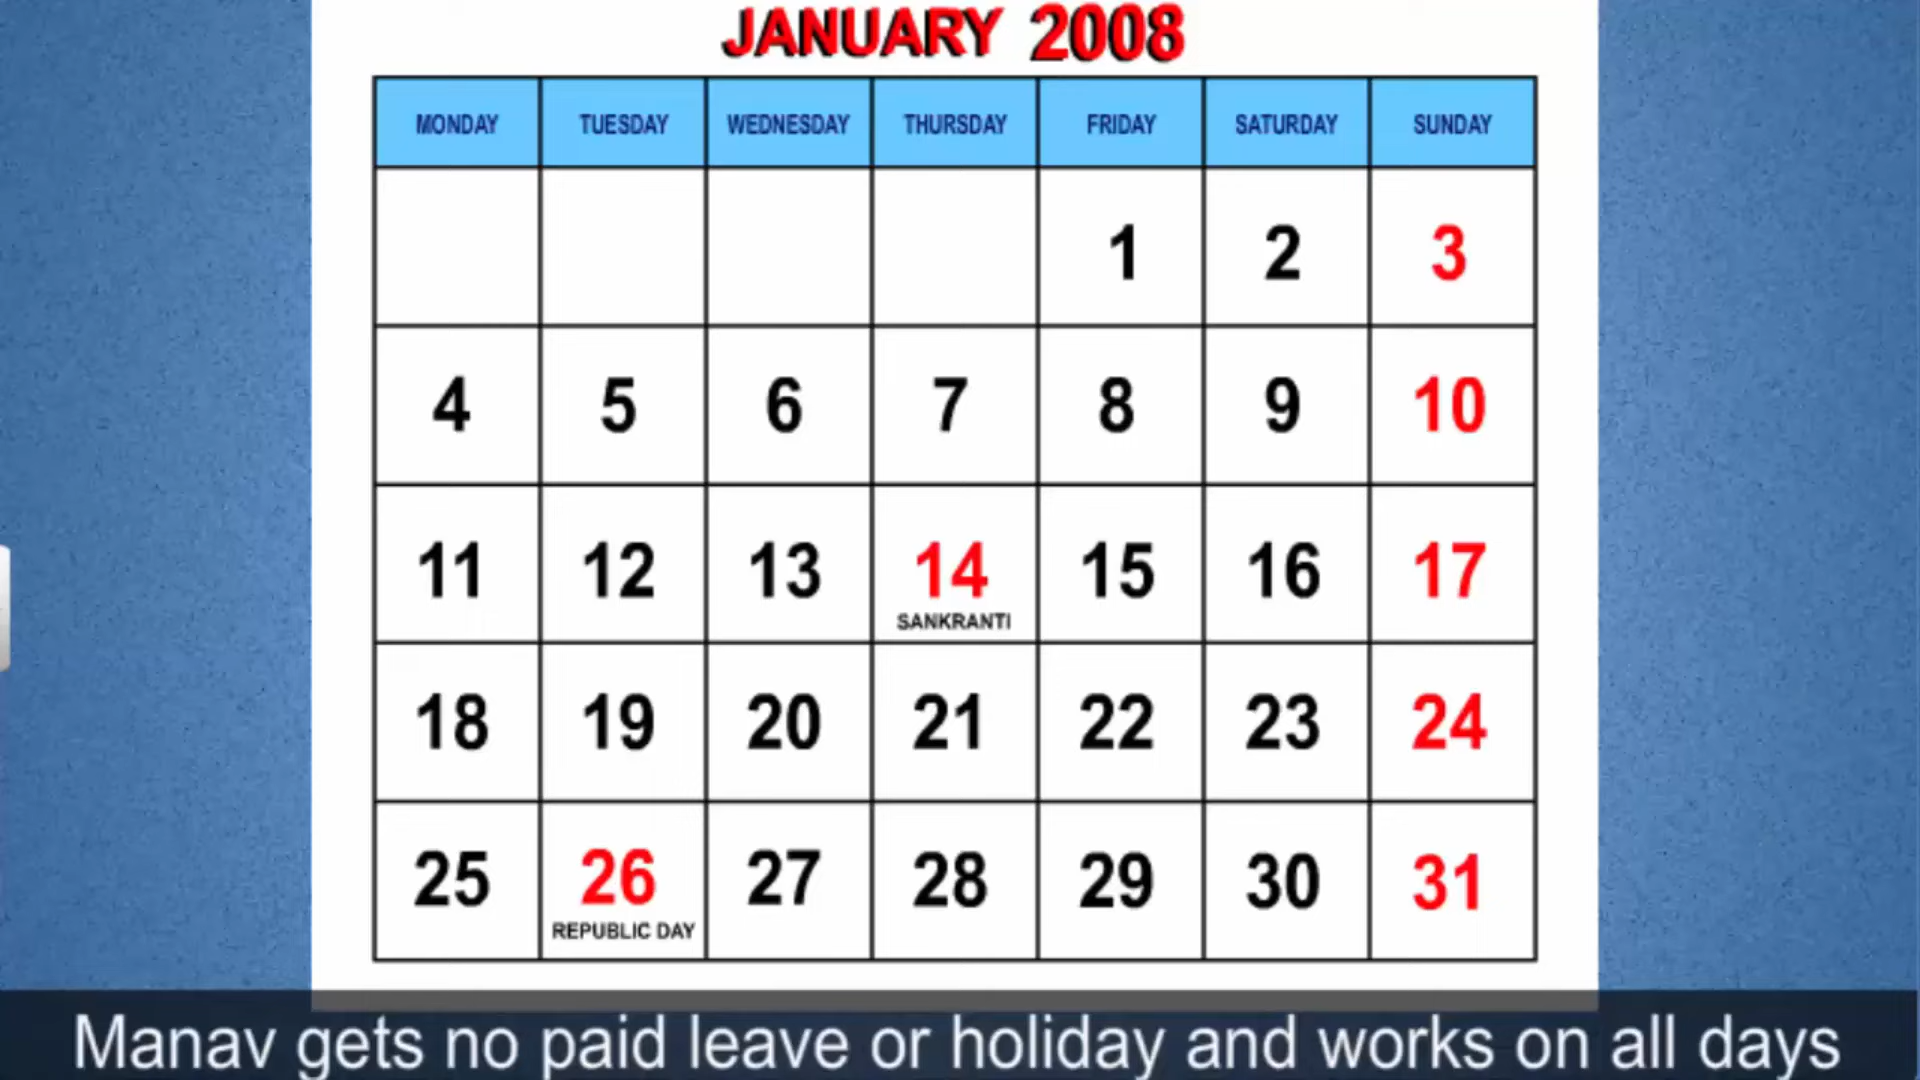 JANUARY 2008
MONDAY TUESDAY WEDNESDAY THURSDAY FRIDAY SATURDAY SUNDAY
1 2 3
4 5 6 7 8 9 10
11 12 13 14 15 16 17
SANKRANTI
18 19 20 21 22 23 24
25 26 27 28 29 30 31
REPUBLIC DAY
Manav gets no paid leave or holiday and works on all days